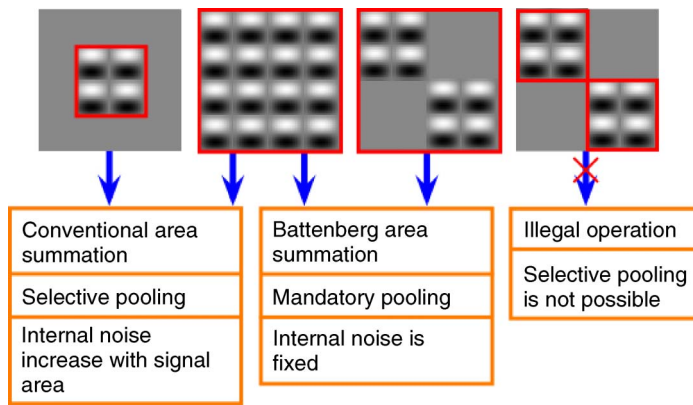 Conventional area
summation
Selective pooling
Internal noise
increase with signal
area
Battenberg area
summation
Mandatory pooling
Internal noise is
fixed
Illegal operation
Selective pooling
is not possible